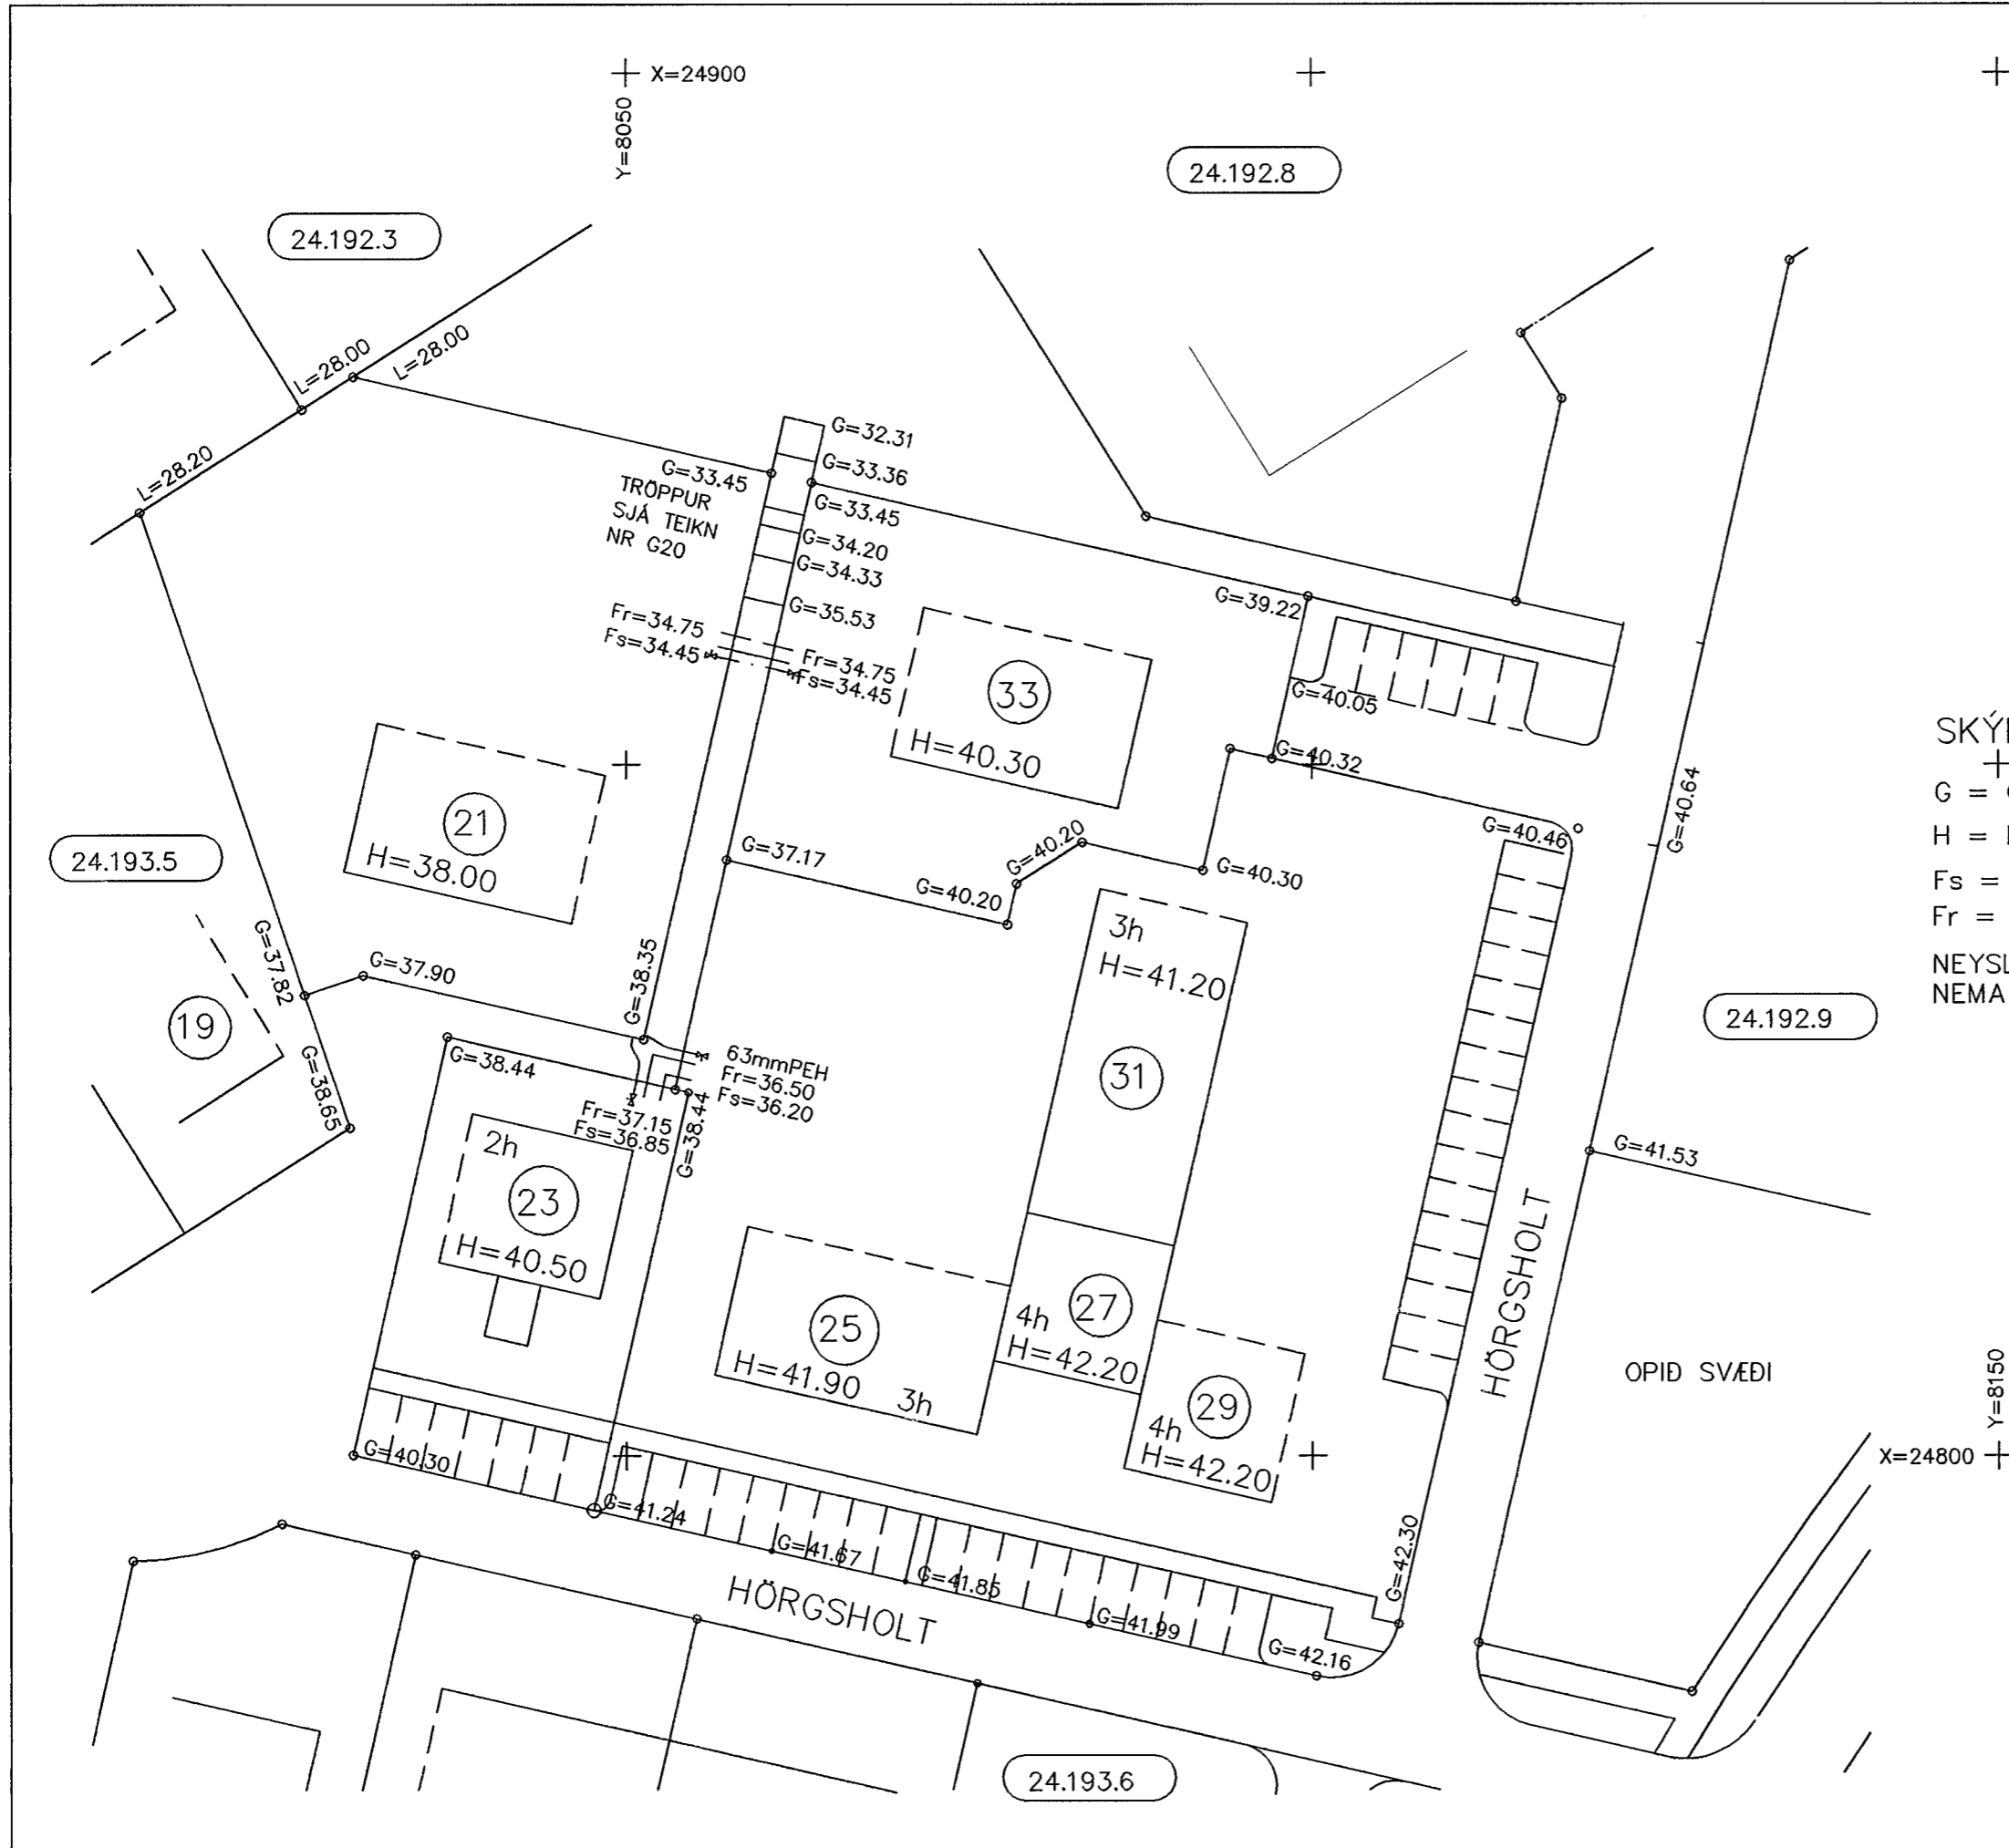 X=24900
Y=8050
24.192.8
24.192.3
L=28.00
L=28.00
L=28.20
G=32.31
G=33.45
G=33.36
TRÖPPUR
SJÁ TEIKN
NR G20
G=33.45
G=34.20
G=34.33
G=35.53
G=39.22
Fr=34.75
Fs=34.45
Fr=34.75
Fs=34.45
33
H=40.30
G=40.05
G=40.32
G=40.64
G=40.46
21
H=38.00
24.193.5
G=37.17
G=40.20
G=40.20
G=40.30
G =
H =
Fs =
Fr =
NEMA
3h
H=41.20
G=37.82
G=37.90
G=38.35
19
24.192.9
G=38.65
G=38.44
63mmPEH
Fr=36.50
Fs=36.20
Fr=37.15
Fs=36.85
G=38.44
31
2h
23
H=40.50
G=41.53
HÖRGSHOLT
25
H=41.90 3h
27
4h
H=42.20
29
4h
H=42.20
OPIÐ SVÆÐI
Y=8150
X=24800
G=40.30
G=41.24
G=41.67
G=41.85
G=41.99
G=42.16
G=42.30
HÖRGSHOLT
24.193.6